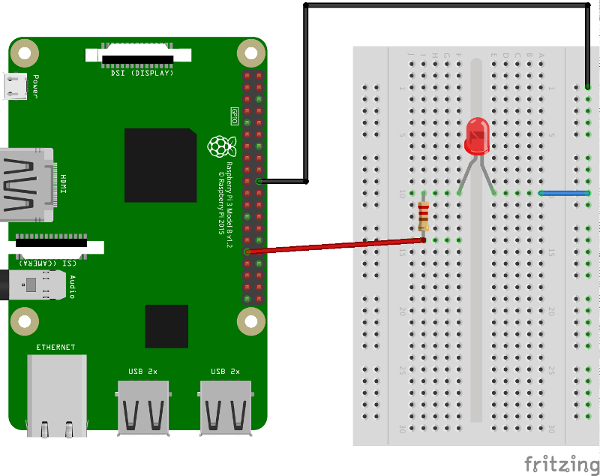 DSI (DISPLAY)
Power
GPIO
HDMI
Raspberry Pi 3 Model B v1.2
© Raspberry Pi 2015
CSI (CAMERA)
Audio
ETHERNET
USB 2x
USB 2x
J I H G F E D C B A
1 1
5 5
10 10
15 15
20 20
25 25
30 30
fritzing